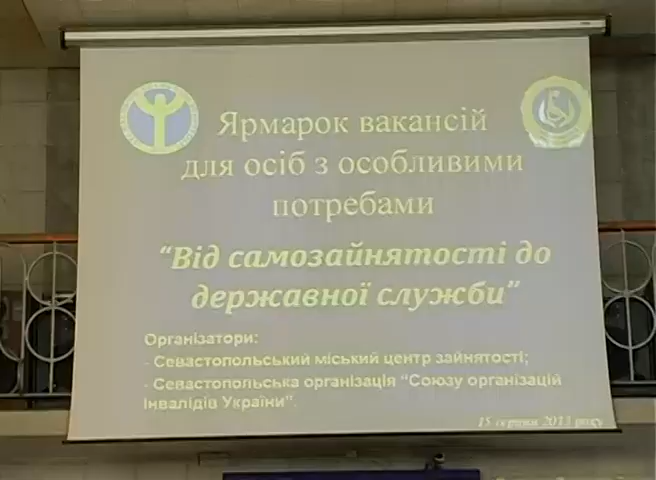 Ярмарок вакансій
для осіб з особливими
потребами
“Від самозайнятості до
державної служби”
Організатори:
- Севастопольський міський центр зайнятості;
- Севастопольська організація “Союзу організацій
інвалідів України”.
15 серпня 2013 року